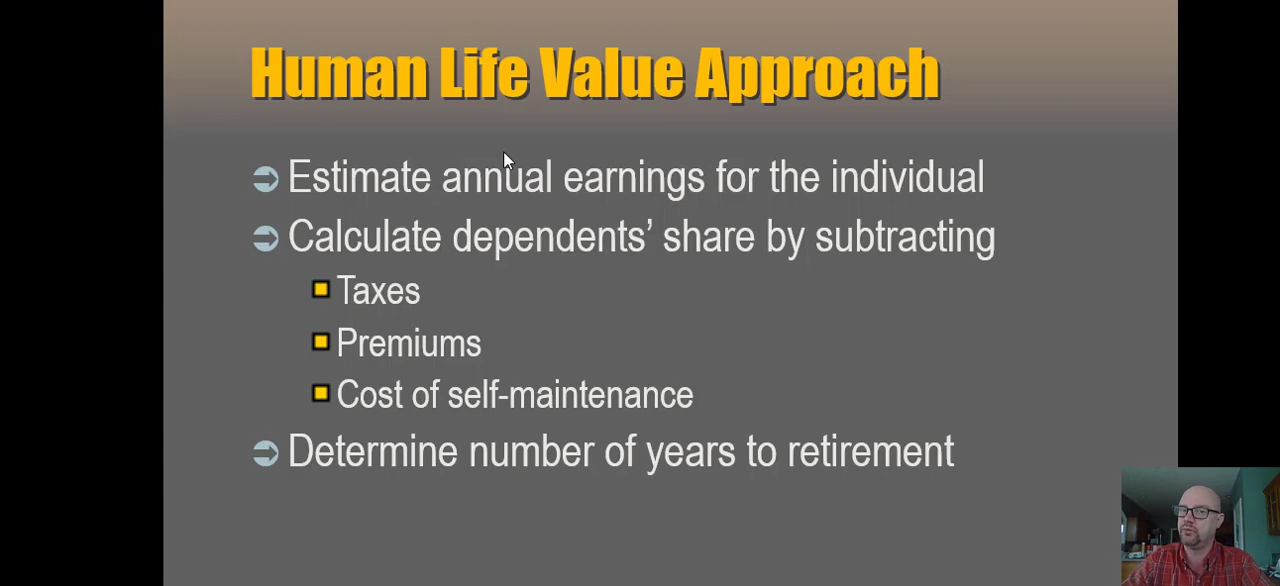 Human Life Value Approach
Estimate annual earnings for the individual
Calculate dependents’ share by subtracting
Taxes
Premiums
Cost of self-maintenance
Determine number of years to retirement